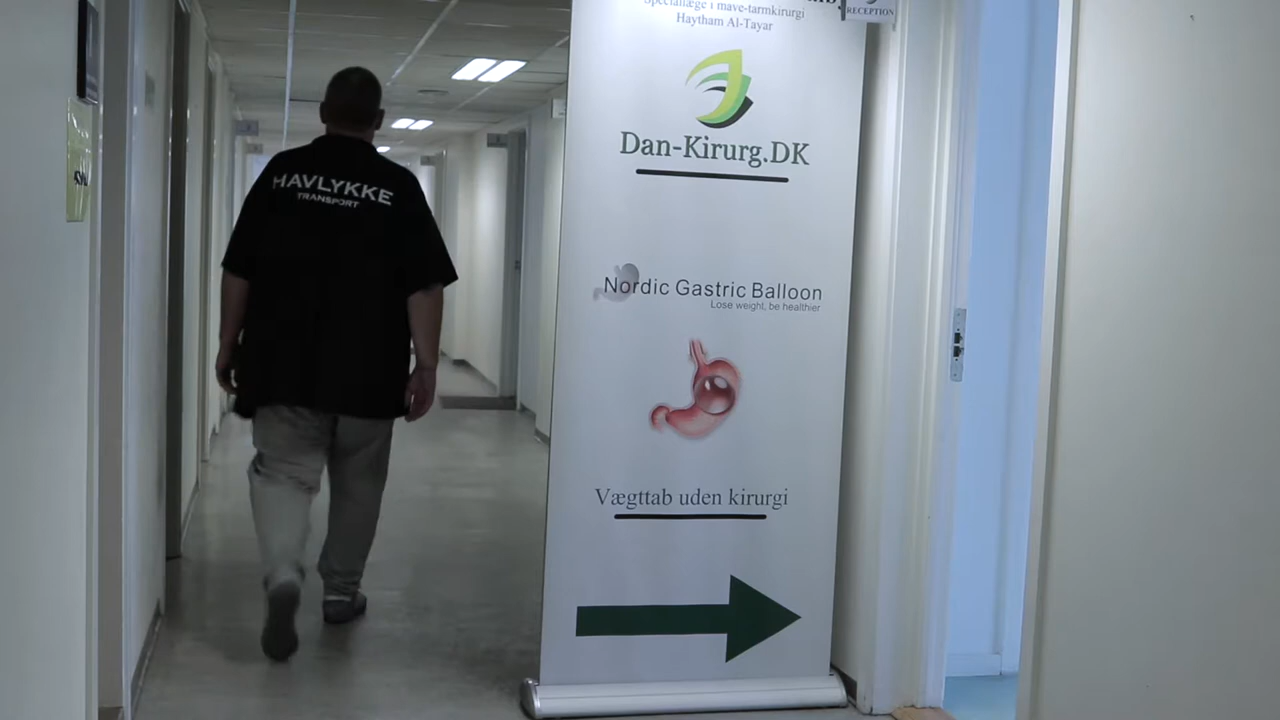 Speciallæge i mave-tarmkirurgi
Haytham Al-Tayar
RECEPTION
Dan-Kirurg.DK
HAVLYKKE
TRANSPORT
Nordic Gastric Balloon
Lose weight, be healthier
Vægttab uden kirurgi